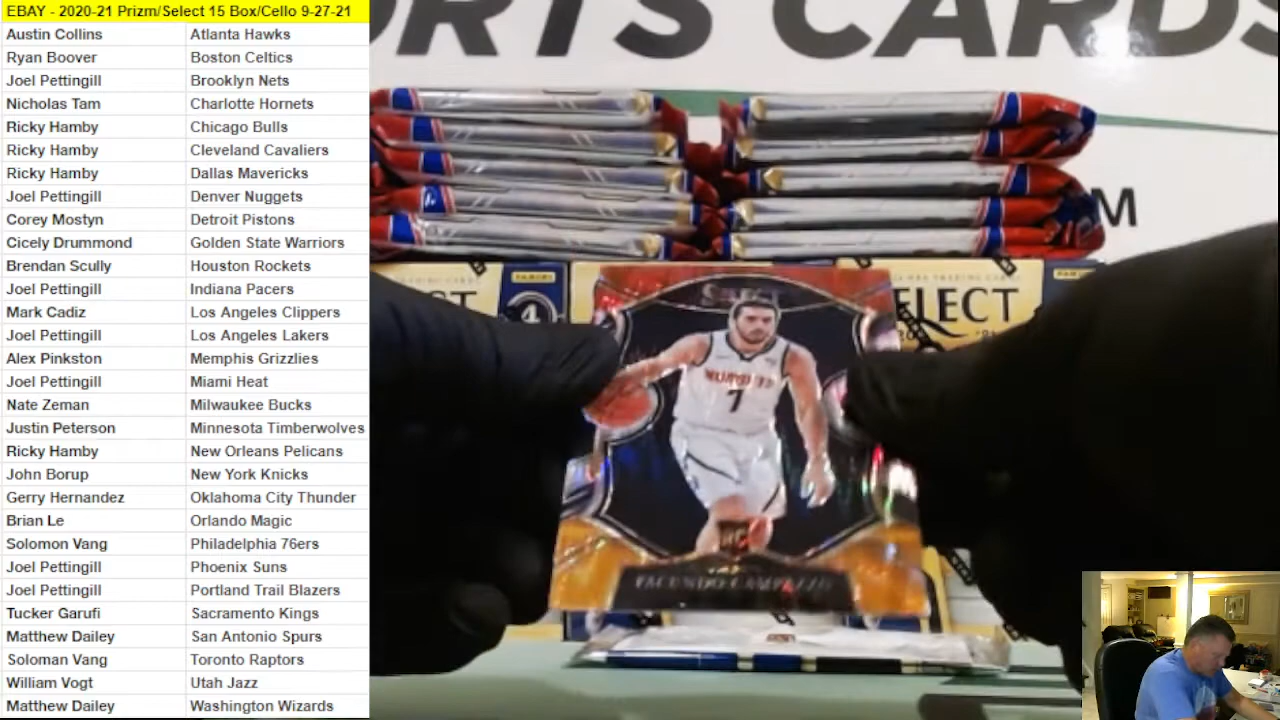 EBAY - 2020-21 Prizm/Select 15 Box/Cello 9-27-21
Austin Collins Atlanta Hawks
Ryan Boover Boston Celtics
Joel Pettingill Brooklyn Nets
Nicholas Tam Charlotte Hornets
Ricky Hamby Chicago Bulls
Ricky Hamby Cleveland Cavaliers
Ricky Hamby Dallas Mavericks
Joel Pettingill Denver Nuggets
Corey Mostyn Detroit Pistons
Cicely Drummond Golden State Warriors
Brendan Scully Houston Rockets
Joel Pettingill Indiana Pacers
Mark Cadiz Los Angeles Clippers
Joel Pettingill Los Angeles Lakers
Alex Pinkston Memphis Grizzlies
Joel Pettingill Miami Heat
Nate Zeman Milwaukee Bucks
Justin Peterson Minnesota Timberwolves
Ricky Hamby New Orleans Pelicans
John Borup New York Knicks
Gerry Hernandez Oklahoma City Thunder
Brian Le Orlando Magic
Solomon Vang Philadelphia 76ers
Joel Pettingill Phoenix Suns
Joel Pettingill Portland Trail Blazers
Tucker Garufi Sacramento Kings
Matthew Dailey San Antonio Spurs
Soloman Vang Toronto Raptors
William Vogt Utah Jazz
Matthew Dailey Washington Wizards
ORTS CARDS
M
CT
4
PANINI
ELECT
SELECT
NUGGETS
7
RC
FACUNDO CAMPAZZO